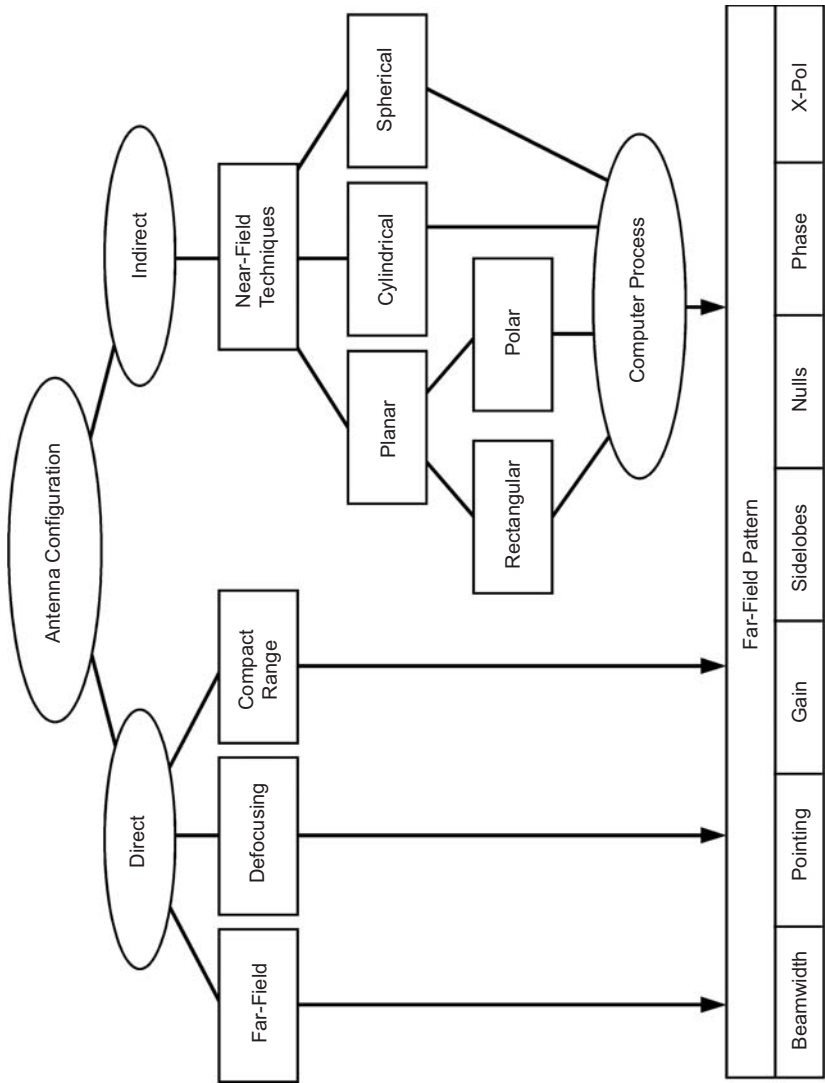 Antenna Configuration
Direct
Indirect
Far-Field
Defocusing
Compact
Range
Near-Field
Techniques
Planar
Cylindrical
Spherical
Rectangular
Polar
Computer Process
Far-Field Pattern
Beamwidth
Pointing
Gain
Sidelobes
Nulls
Phase
X-Pol